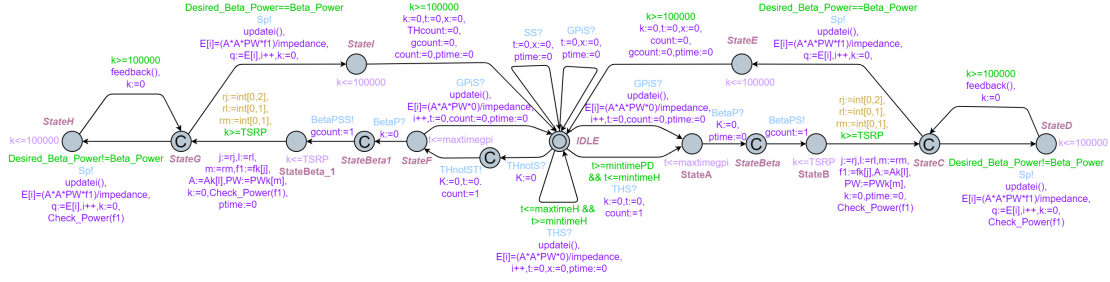 Desired_Beta_Power==Beta_Power
Sp!
updatei(),
E[i]=(A*A*PW*f1)/impedance,
q:=E[i],i++,k:=0,
StateI
k<=100000
k>=100000
k:=0,t:=0,x:=0,
THcount:=0,
gcount:=0,
count:=0,ptime:=0
SS?
t:=0,x:=0,
ptime:=0
GPiS?
t:=0,x:=0,
ptime:=0
k>=100000
k:=0,t:=0,x:=0,
count:=0,
gcount:=0,ptime:=0
StateE
k<=100000
Desired_Beta_Power==Beta_Power
Sp!
updatei(),
E[i]=(A*A*PW*f1)/impedance,
q:=E[i],i++,k:=0,
k>=100000
feedback(),
k:=0
StateH
k<=100000
Desired_Beta_Power!=Beta_Power
Sp!
updatei(),
E[i]=(A*A*PW*f1)/impedance,
q:=E[i],i++,k:=0,
Check_Power(f1)
C
StateG
rj:=int[0,2],
rl:=int[0,1],
rm:=int[0,1],
k>=TSRP
j:=rj,l:=rl,
m:=rm,f1:=fk[j],
A:=Ak[l],PW:=PWk[m],
k:=0,Check_Power(f1),
ptime:=0
k<=TSRP
StateBeta_1
BetaPSS!
gcount:=1
C
StateBeta1
BetaP?
k:=0
StateF
t<=maxtimegpi
GPiS?
updatei(),
E[i]=(A*A*PW*0)/impedance,
i++,t:=0,count:=0,ptime:=0
THnotST!
K:=0,t:=0.
count:=1
C
THnotS?
K:=0
IDLE
t<=maxtimeH &&
t>=mintimeH
THS?
updatei(),
E[i]=(A*A*PW*0)/impedance,
i++,t:=0,x:=0,ptime:=0
GPiS?
updatei(),
E[i]=(A*A*PW*0)/impedance,
i++,t:=0,count:=0,ptime:=0
t>=mintimePD
&& t<=mintimeH
THS?
k:=0,t:=0,
count:=1
t<=maxtimegpi
StateA
BetaP?
K:=0,
ptime:=0
C
StateBeta
BetaPS!
gcount:=1
k<=TSRP
StateB
rj:=int[0,2],
rl:=int[0,1],
rm:=int[0,1],
k>=TSRP
j:=rj,l:=rl,m:=rm,
f1:=fk[j],A:=Ak[l],
PW:=PWk[m],
k:=0,ptime:=0,
Check_Power(f1)
C
StateC
k>=100000
feedback(),
k:=0
StateD
k<=100000
Desired_Beta_Power!=Beta_Power
Sp!
updatei(),
E[i]=(A*A*PW*f1)/impedance,
q:=E[i],i++,k:=0,
Check_Power(f1)